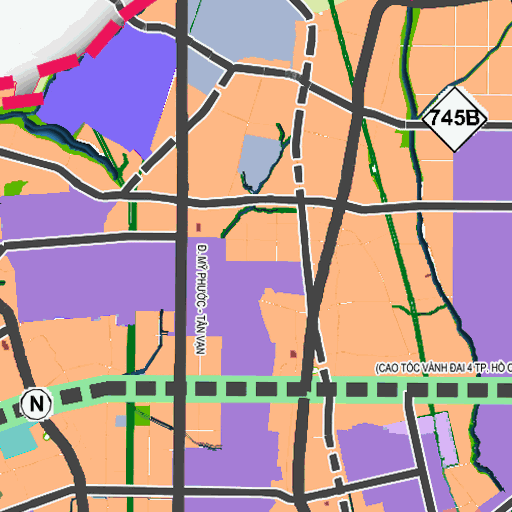 745B
Đ. MỸ PHƯỚC - TÂN VẠN
(CAO TỐC VÀNH ĐAI 4 TP. HỒ C
N